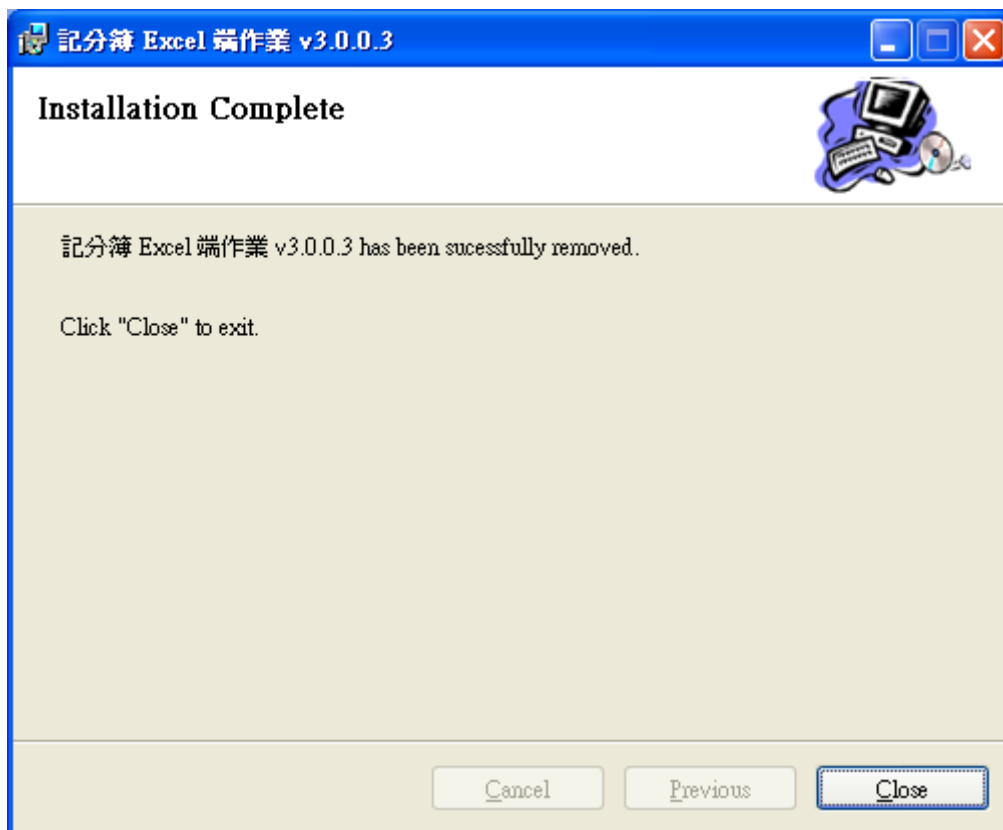 記分簿 Excel 端作業 v3.0.0.3
Installation Complete
記分簿 Excel 端作業 v3.0.0.3 has been sucessfully removed.
Click "Close" to exit.
Cancel
Previous
Close